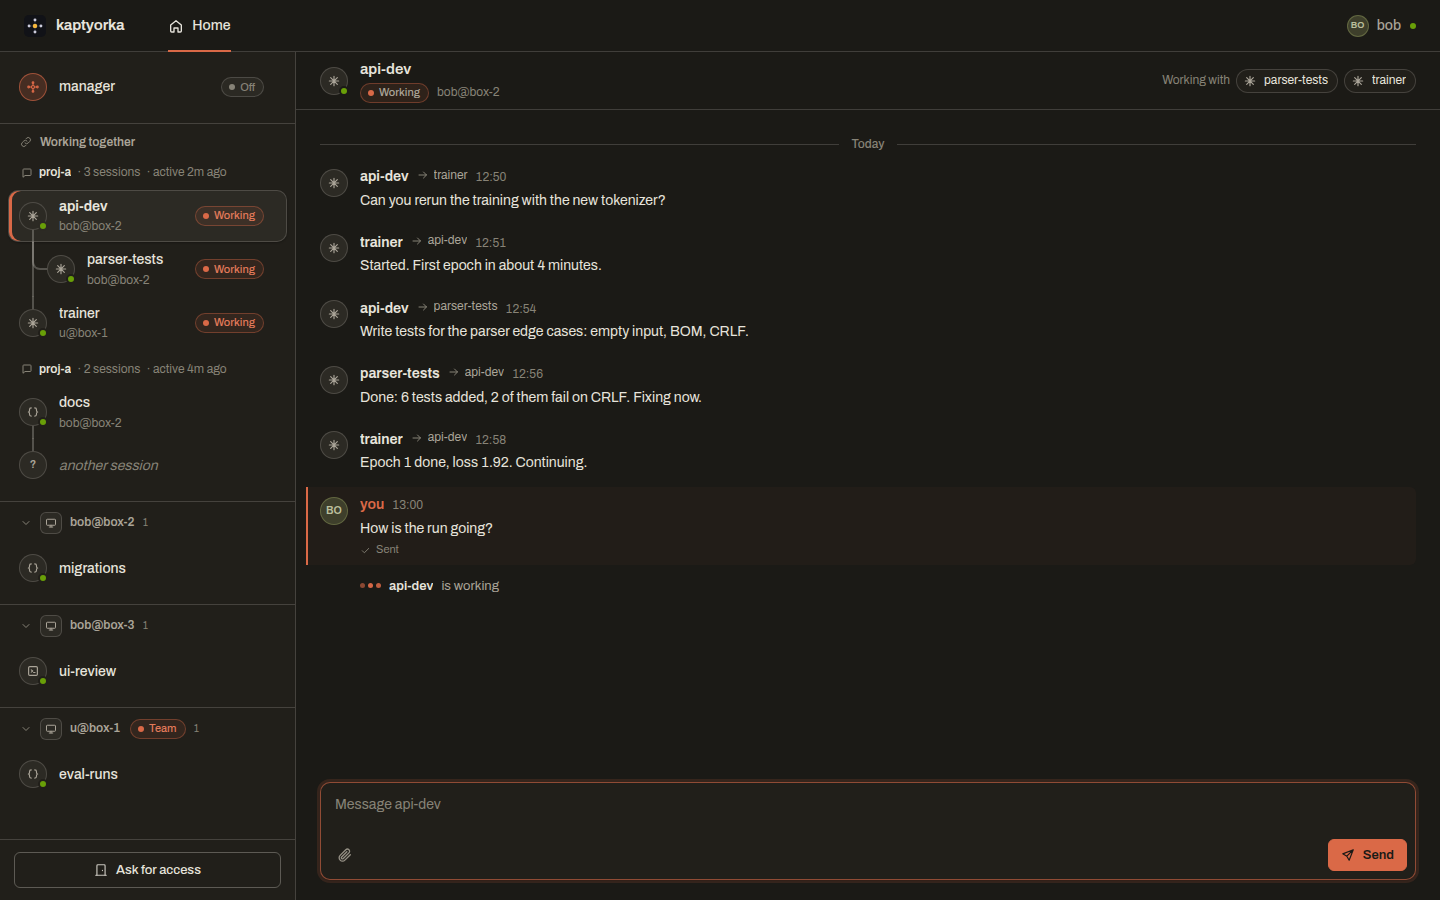 kaptyorka
Home
BO bob
manager
Off
Working together
proj-a · 3 sessions · active 2m ago
api-dev
bob@box-2
Working
parser-tests
bob@box-2
Working
trainer
u@box-1
Working
proj-a · 2 sessions · active 4m ago
docs
bob@box-2
? another session
bob@box-2 1
migrations
bob@box-3 1
ui-review
u@box-1 Team 1
eval-runs
Ask for access
api-dev
Working bob@box-2
Working with parser-tests trainer
Today
api-dev → trainer 12:50
Can you rerun the training with the new tokenizer?
trainer → api-dev 12:51
Started. First epoch in about 4 minutes.
api-dev → parser-tests 12:54
Write tests for the parser edge cases: empty input, BOM, CRLF.
parser-tests → api-dev 12:56
Done: 6 tests added, 2 of them fail on CRLF. Fixing now.
trainer → api-dev 12:58
Epoch 1 done, loss 1.92. Continuing.
BO you 13:00
How is the run going?
Sent
api-dev is working
Message api-dev
Send